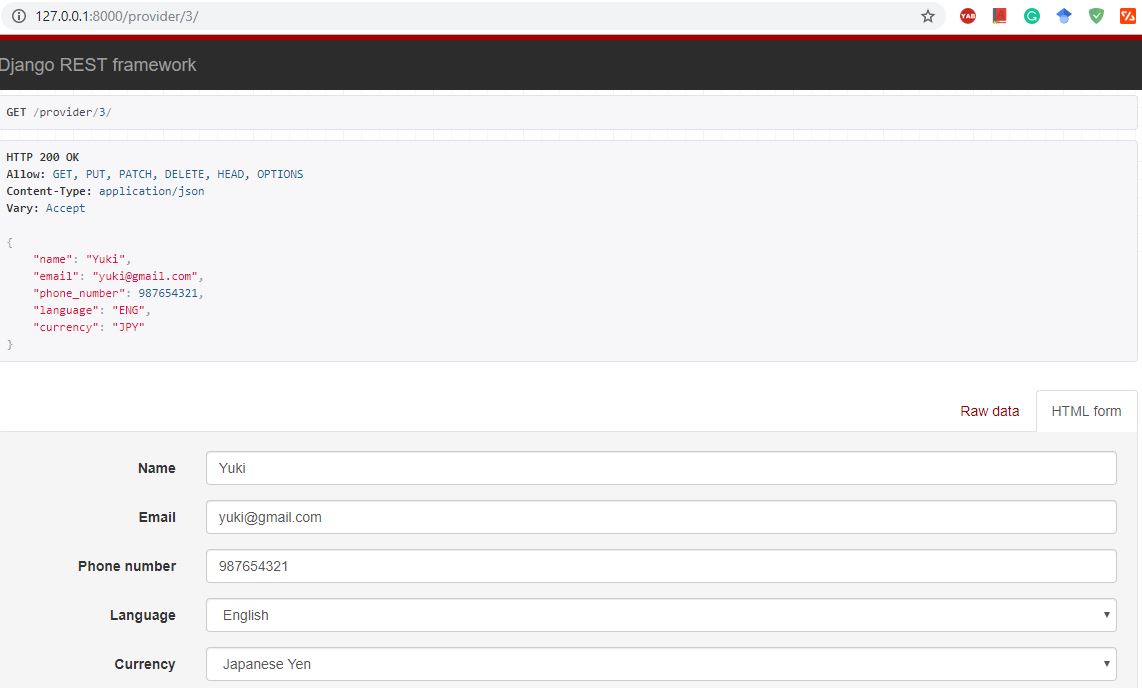 127.0.0.1:8000/provider/3/
YAB
Django REST framework
GET /provider/3/
HTTP 200 OK
Allow: GET, PUT, PATCH, DELETE, HEAD, OPTIONS
Content-Type: application/json
Vary: Accept
{
"name": "Yuki",
"email": "yuki@gmail.com",
"phone_number": 987654321,
"language": "ENG",
"currency": "JPY"
}
Raw data HTML form
Name Yuki
Email yuki@gmail.com
Phone number 987654321
Language English
Currency Japanese Yen